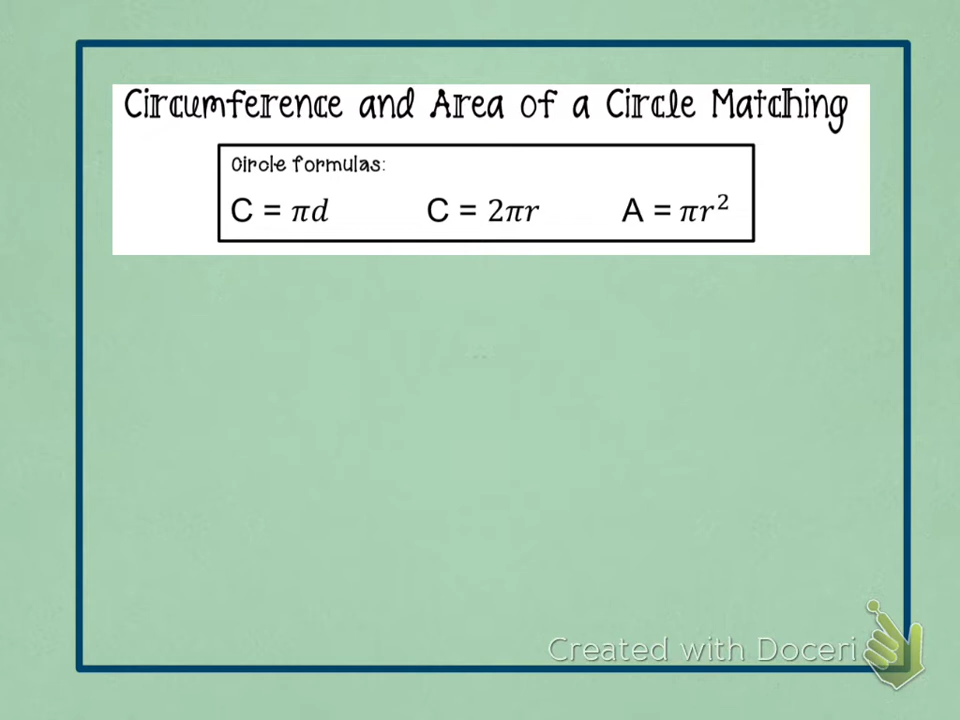 Circumference and Area of a Circle Matching
Circle formulas:
C = πd C = 2πr A = πr²
Created with Doceri